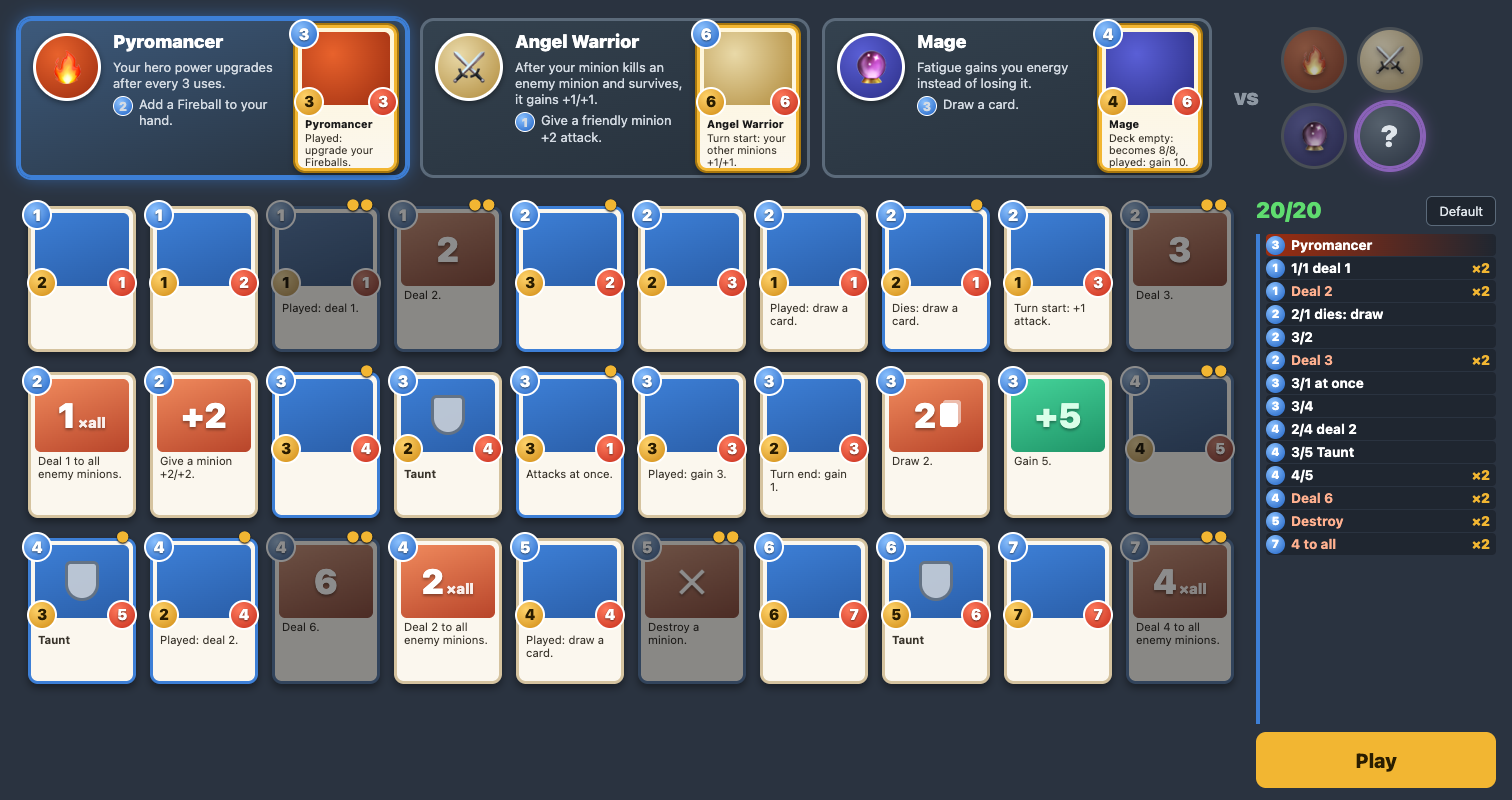 3
Pyromancer
Your hero power upgrades
after every 3 uses.
2 Add a Fireball to your
hand.
3 3
Pyromancer
Played:
upgrade your
Fireballs.
6
Angel Warrior
After your minion kills an
enemy minion and survives,
it gains +1/+1.
1 Give a friendly minion
+2 attack.
6 6
Angel Warrior
Turn start: your
other minions
+1/+1.
4
Mage
Fatigue gains you energy
instead of losing it.
3 Draw a card.
4 6
Mage
Deck empty:
becomes 8/8,
played: gain 10.
VS
?
1
2 1
1
1 2
1
1 1
Played: deal 1.
1
2
Deal 2.
2
3 2
2
2 3
2
1 1
Played: draw a
card.
2
2 1
Dies: draw a
card.
2
1 3
Turn start: +1
attack.
2
3
Deal 3.
2
1 xall
Deal 1 to all
enemy minions.
2
+2
Give a minion
+2/+2.
3
3 4
3
2 4
Taunt
3
3 1
Attacks at once.
3
3 3
Played: gain 3.
3
2 3
Turn end: gain
1.
3
2
Draw 2.
3
+5
Gain 5.
4
4 5
4
3 5
Taunt
4
2 4
Played: deal 2.
4
6
Deal 6.
4
2 xall
Deal 2 to all
enemy minions.
5
4 4
Played: draw a
card.
5
Destroy a
minion.
6
6 7
6
5 6
Taunt
7
7 7
7
4 xall
Deal 4 to all
enemy minions.
20/20 Default
3 Pyromancer
1 1/1 deal 1 ×2
1 Deal 2 ×2
2 2/1 dies: draw
2 3/2
2 Deal 3 ×2
3 3/1 at once
3 3/4
4 2/4 deal 2
4 3/5 Taunt
4 4/5 ×2
4 Deal 6 ×2
5 Destroy ×2
7 4 to all ×2
Play